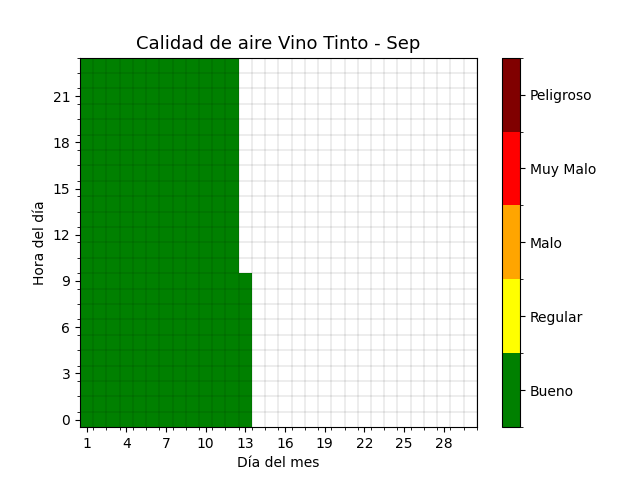 Calidad de aire Vino Tinto - Sep
Hora del día
21
18
15
12
9
6
3
0
1 4 7 10 13 16 19 22 25 28
Día del mes
Peligroso
Muy Malo
Malo
Regular
Bueno